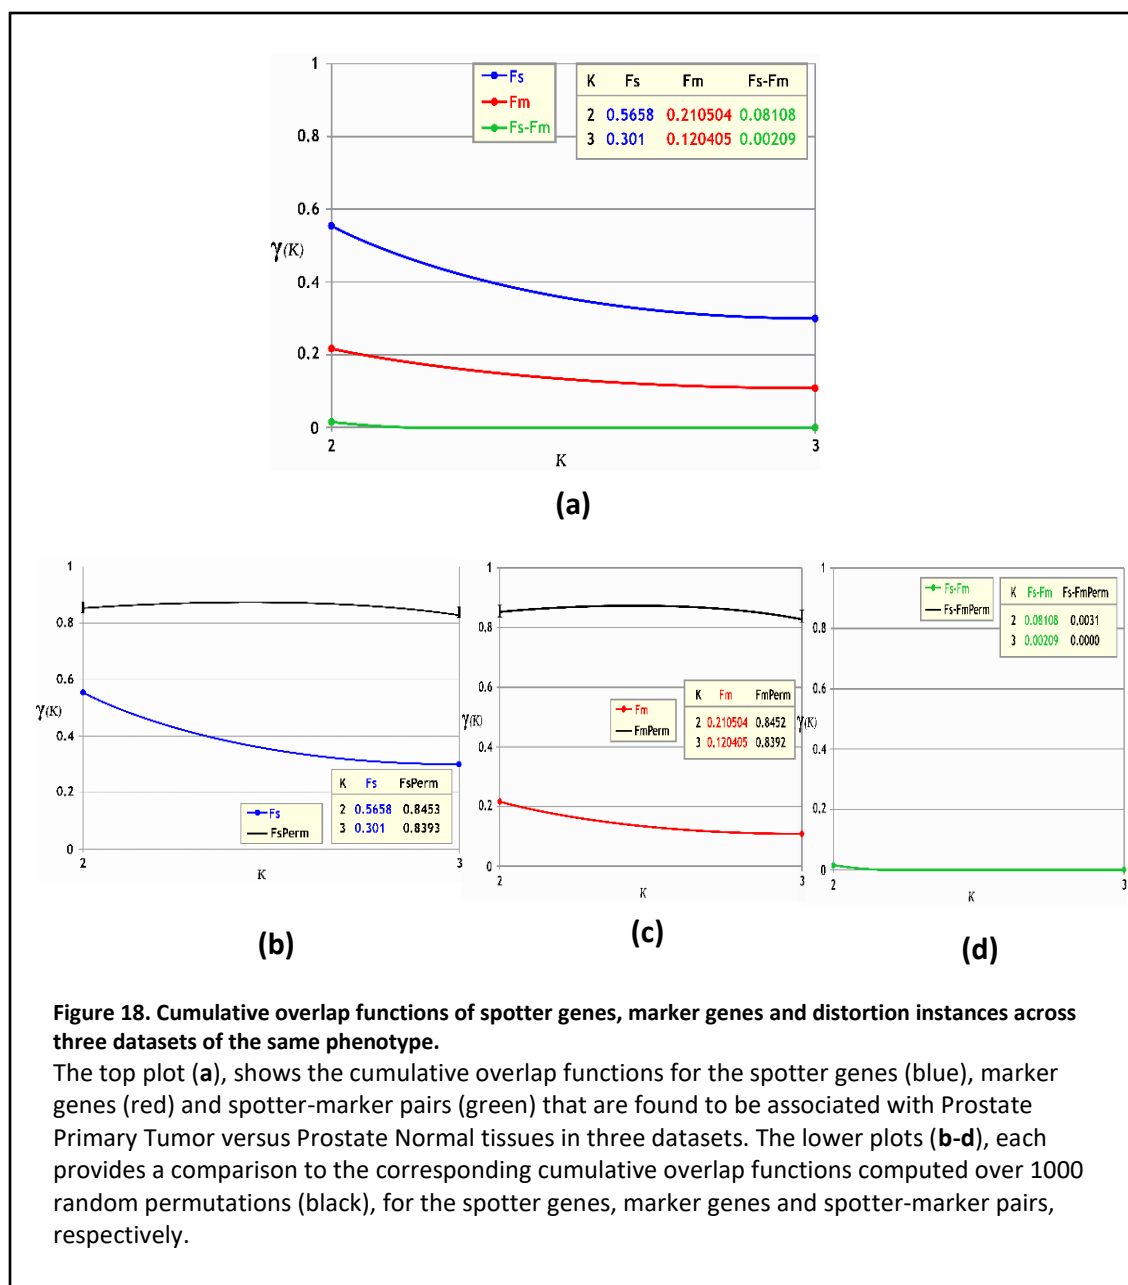 1
0.8
0.6
γ(K)
0.4
0.2
0
2
3
K
Fs
Fm
Fs-Fm
K Fs Fm Fs-Fm
2 0.5658 0.210504 0.08108
3 0.301 0.120405 0.00209
(a)
1
0.8
0.6
γ(K)
0.4
0.2
0
2
3
K
Fs
FsPerm
K Fs FsPerm
2 0.5658 0.8453
3 0.301 0.8393
(b)
1
0.8
0.6
γ(K)
0.4
0.2
0
2
3
K
Fm
FmPerm
K Fm FmPerm
2 0.210504 0.8452
3 0.120405 0.8392
(c)
1
0.8
0.6
γ(K)
0.4
0.2
0
2
3
K
Fs-Fm
Fs-FmPerm
K Fs-Fm Fs-FmPerm
2 0.08108 0.0031
3 0.00209 0.0000
(d)
Figure 18. Cumulative overlap functions of spotter genes, marker genes and distortion instances across
three datasets of the same phenotype.
The top plot (a), shows the cumulative overlap functions for the spotter genes (blue), marker
genes (red) and spotter-marker pairs (green) that are found to be associated with Prostate
Primary Tumor versus Prostate Normal tissues in three datasets. The lower plots (b-d), each
provides a comparison to the corresponding cumulative overlap functions computed over 1000
random permutations (black), for the spotter genes, marker genes and spotter-marker pairs,
respectively.